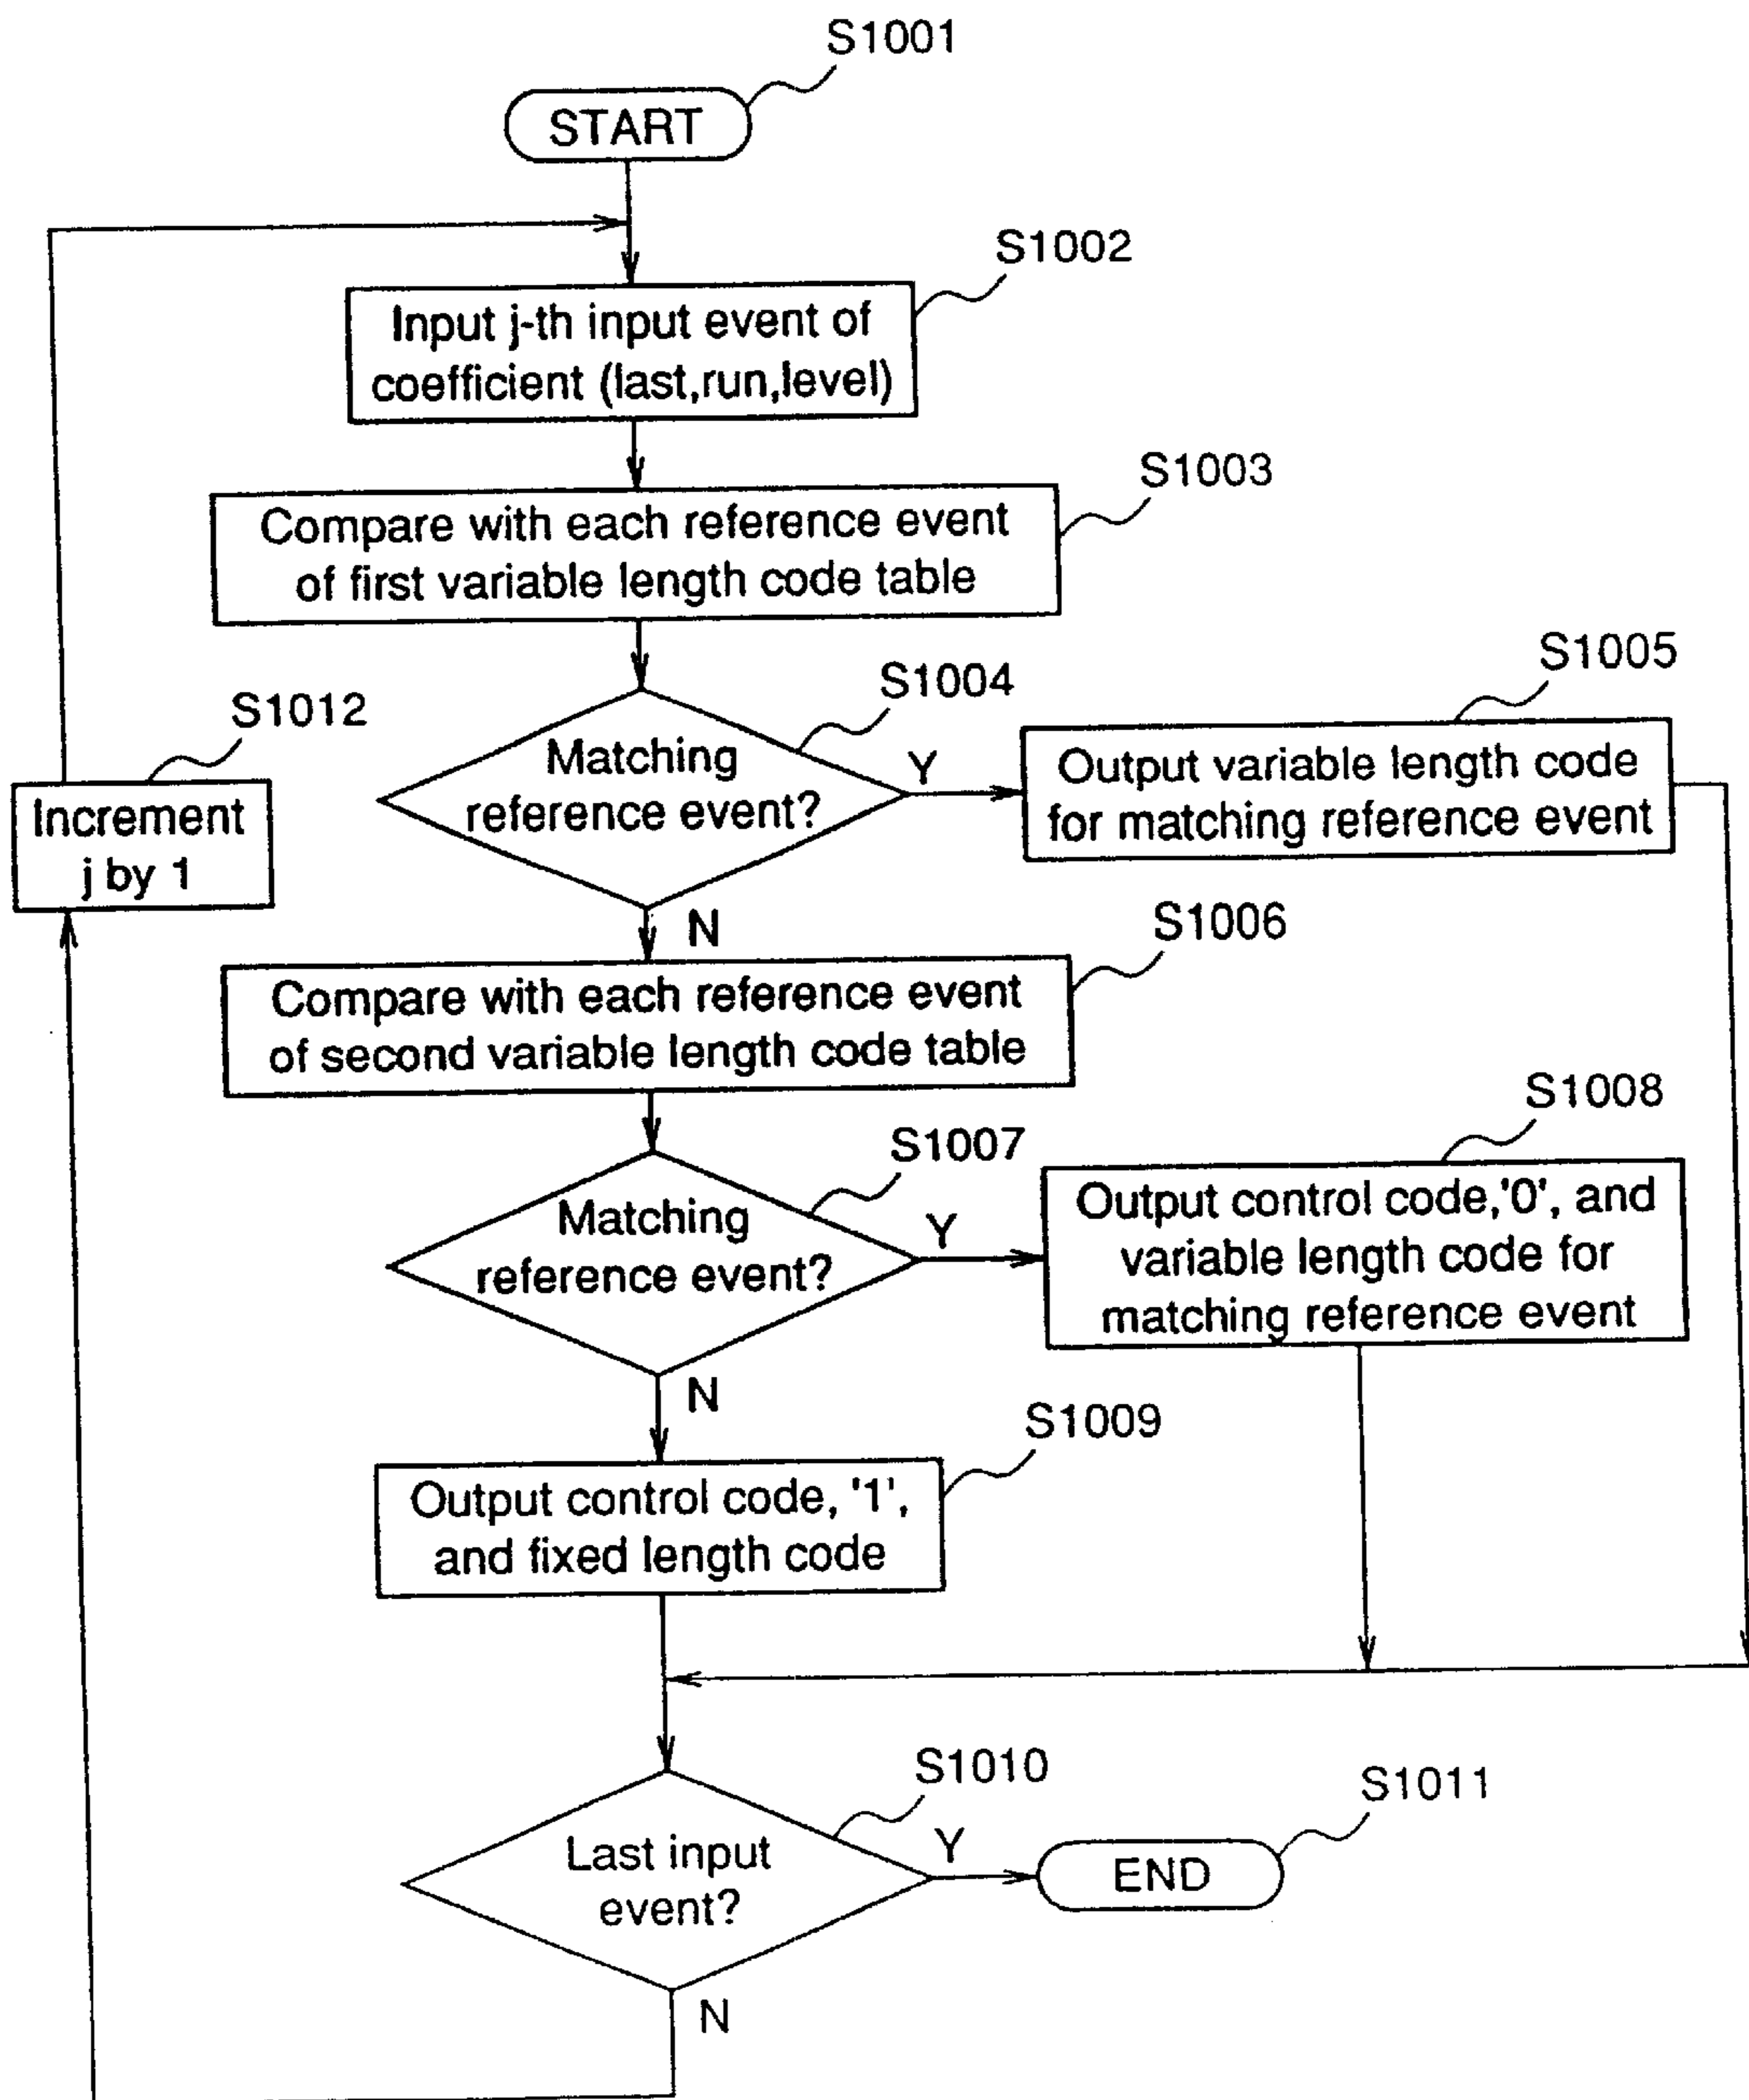 S1001
START
S1002
Input j-th input event of
coefficient (last,run,level)
S1003
Compare with each reference event
of first variable length code table
S1004
Matching
reference event?
Y
N
S1005
Output variable length code
for matching reference event
S1012
Increment
j by 1
S1006
Compare with each reference event
of second variable length code table
S1007
Matching
reference event?
Y
N
S1008
Output control code,'0', and
variable length code for
matching reference event
S1009
Output control code, '1',
and fixed length code
S1010
Last input
event?
Y
N
S1011
END